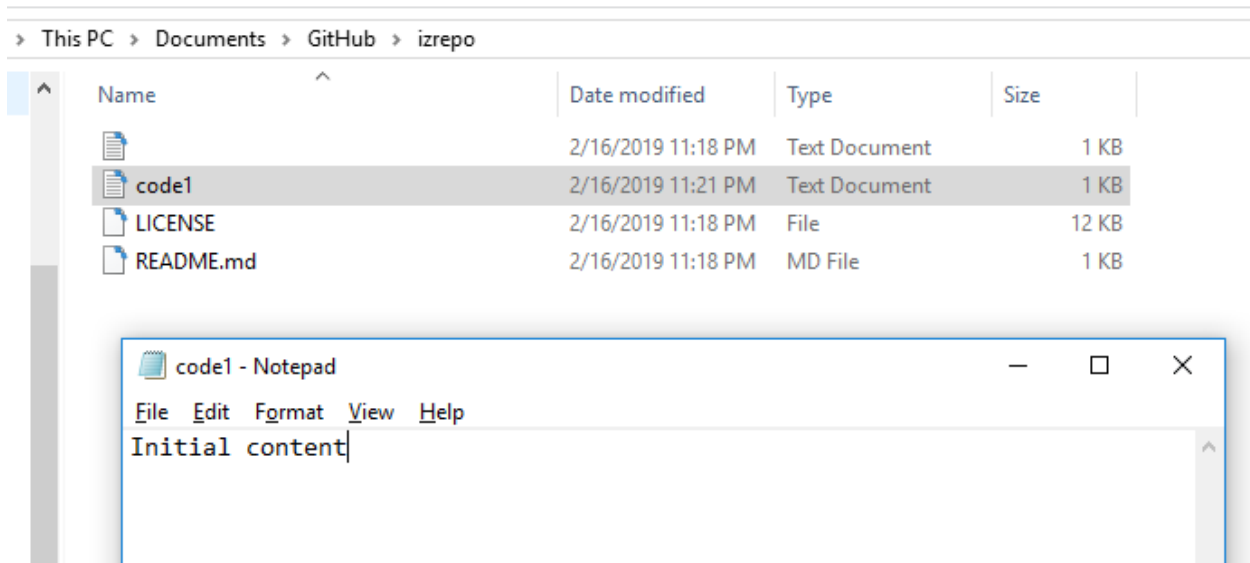 > This PC > Documents > GitHub > izrepo
Name Date modified Type Size
2/16/2019 11:18 PM Text Document 1 KB
code1 2/16/2019 11:21 PM Text Document 1 KB
LICENSE 2/16/2019 11:18 PM File 12 KB
README.md 2/16/2019 11:18 PM MD File 1 KB
code1 - Notepad
File Edit Format View Help
Initial content